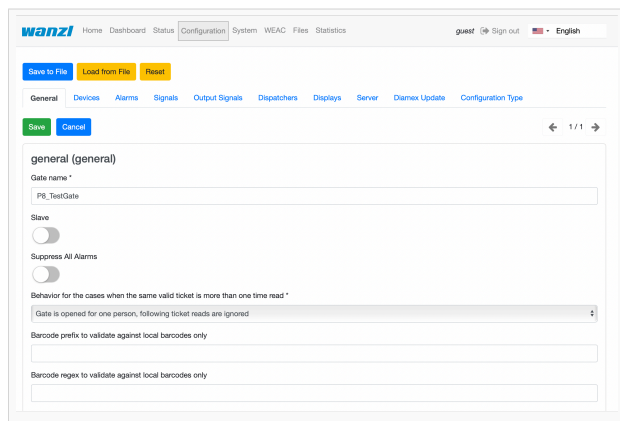 wanzl Home Dashboard Status Configuration System WEAC Files Statistics guest Sign out English
Save to File Load from File Reset
General Devices Alarms Signals Output Signals Dispatchers Displays Server Diamex Update Configuration Type
Save Cancel 1 / 1
general (general)
Gate name *
P8_TestGate
Slave
Suppress All Alarms
Behavior for the cases when the same valid ticket is more than one time read *
Gate is opened for one person, following ticket reads are ignored
Barcode prefix to validate against local barcodes only
Barcode regex to validate against local barcodes only